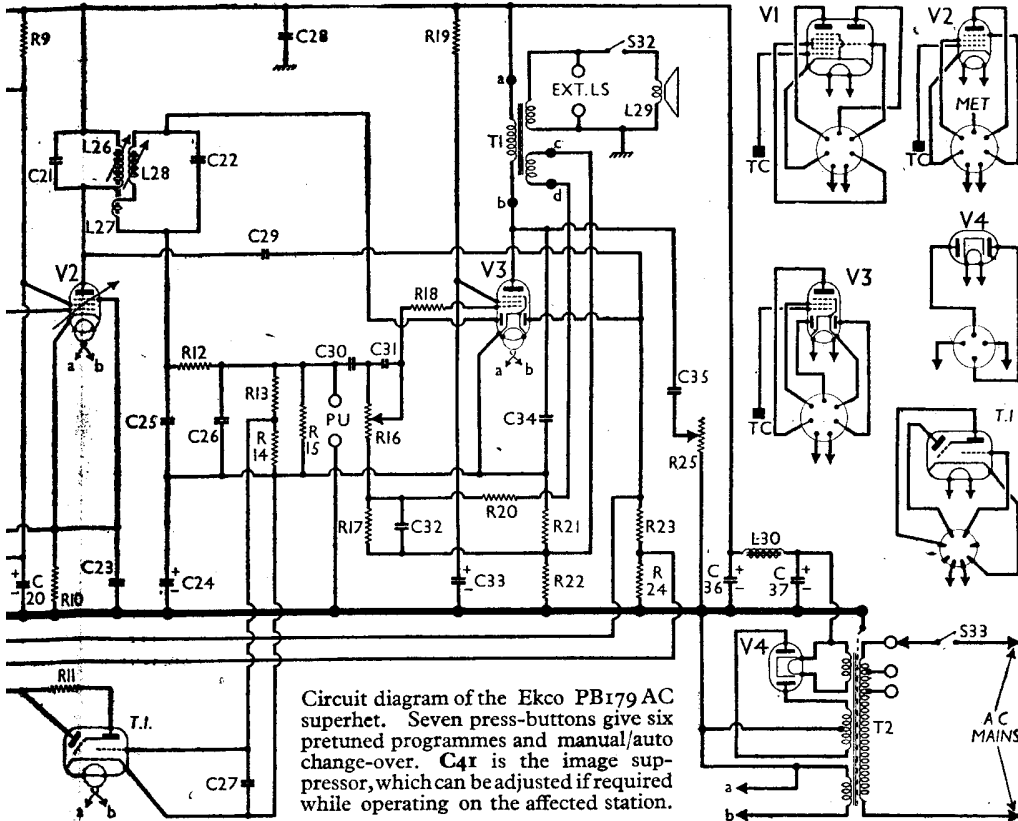 R9
C28
R19
S32
EXT.LS
L29
a
T1
c
d
b
L26
C21
L28
C22
L27
C29
V2
V3
R18
a b
a b
R12
C30
C31
R13
C26
C25
R 14
R 15
PU
R16
C34
C35
R25
R17
C32
R20
R21
R23
L30
C 20
R10
C23
C24
+
-
C33
+
-
R22
R 24
C 36
+
-
C 37
+
-
V1
V2
MET
TC
TC
V3
V4
TC
T.I
V4
S33
T2
A C
MAINS
a
b
R11
T.I.
a b
C27
Circuit diagram of the Ekco PB179 AC
superhet. Seven press-buttons give six
pretuned programmes and manual/auto
change-over. C41 is the image sup-
pressor, which can be adjusted if required
while operating on the affected station.